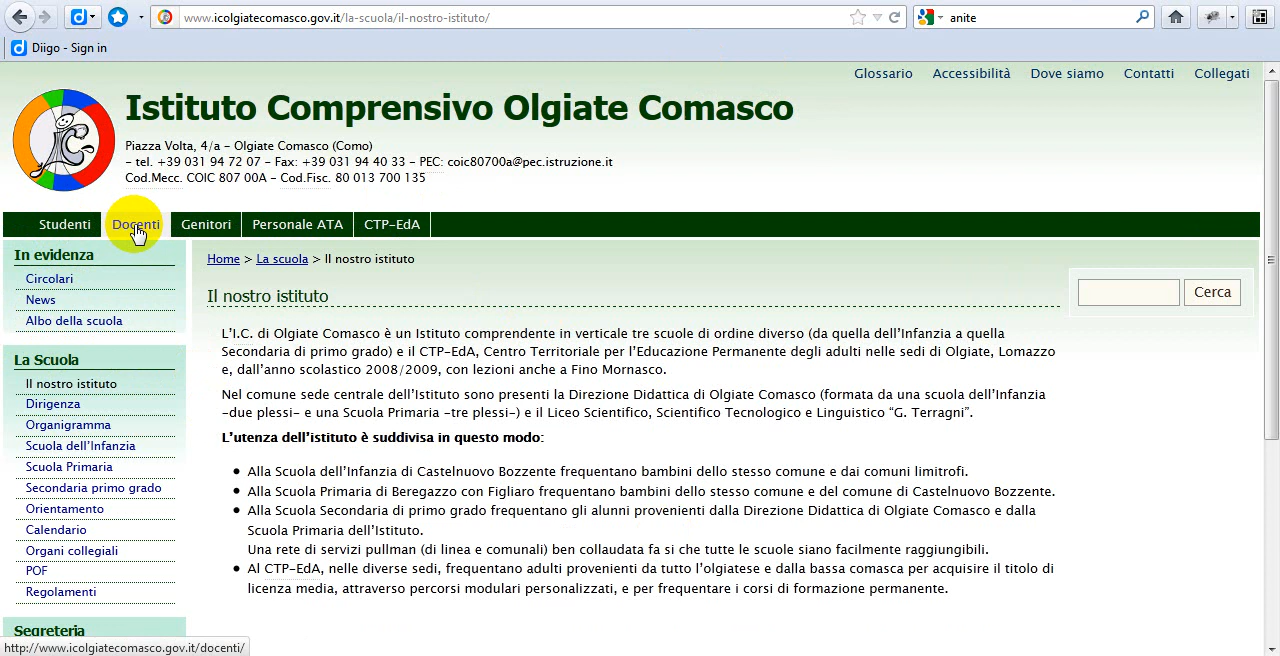 www.icolgiatecomasco.gov.it/la-scuola/il-nostro-istituto/
anite
Diigo - Sign in
Glossario Accessibilità Dove siamo Contatti Collegati
Istituto Comprensivo Olgiate Comasco
Piazza Volta, 4/a – Olgiate Comasco (Como)
– tel. +39 031 94 72 07 – Fax: +39 031 94 40 33 – PEC: coic80700a@pec.istruzione.it
Cod.Mecc. COIC 807 00A – Cod.Fisc. 80 013 700 135
Studenti Docenti Genitori Personale ATA CTP-EdA
In evidenza
Circolari
News
Albo della scuola
La Scuola
Il nostro istituto
Dirigenza
Organigramma
Scuola dell'Infanzia
Scuola Primaria
Secondaria primo grado
Orientamento
Calendario
Organi collegiali
POF
Regolamenti
Segreteria
Home > La scuola > Il nostro istituto
Cerca
Il nostro istituto
L'I.C. di Olgiate Comasco è un Istituto comprendente in verticale tre scuole di ordine diverso (da quella dell'Infanzia a quella
Secondaria di primo grado) e il CTP-EdA, Centro Territoriale per l'Educazione Permanente degli adulti nelle sedi di Olgiate, Lomazzo
e, dall'anno scolastico 2008/2009, con lezioni anche a Fino Mornasco.
Nel comune sede centrale dell'Istituto sono presenti la Direzione Didattica di Olgiate Comasco (formata da una scuola dell'Infanzia
-due plessi- e una Scuola Primaria -tre plessi-) e il Liceo Scientifico, Scientifico Tecnologico e Linguistico “G. Terragni”.
L'utenza dell'istituto è suddivisa in questo modo:
• Alla Scuola dell'Infanzia di Castelnuovo Bozzente frequentano bambini dello stesso comune e dai comuni limitrofi.
• Alla Scuola Primaria di Beregazzo con Figliaro frequentano bambini dello stesso comune e del comune di Castelnuovo Bozzente.
• Alla Scuola Secondaria di primo grado frequentano gli alunni provenienti dalla Direzione Didattica di Olgiate Comasco e dalla
Scuola Primaria dell'Istituto.
Una rete di servizi pullman (di linea e comunali) ben collaudata fa si che tutte le scuole siano facilmente raggiungibili.
• Al CTP-EdA, nelle diverse sedi, frequentano adulti provenienti da tutto l'olgiatese e dalla bassa comasca per acquisire il titolo di
licenza media, attraverso percorsi modulari personalizzati, e per frequentare i corsi di formazione permanente.
http://www.icolgiatecomasco.gov.it/docenti/